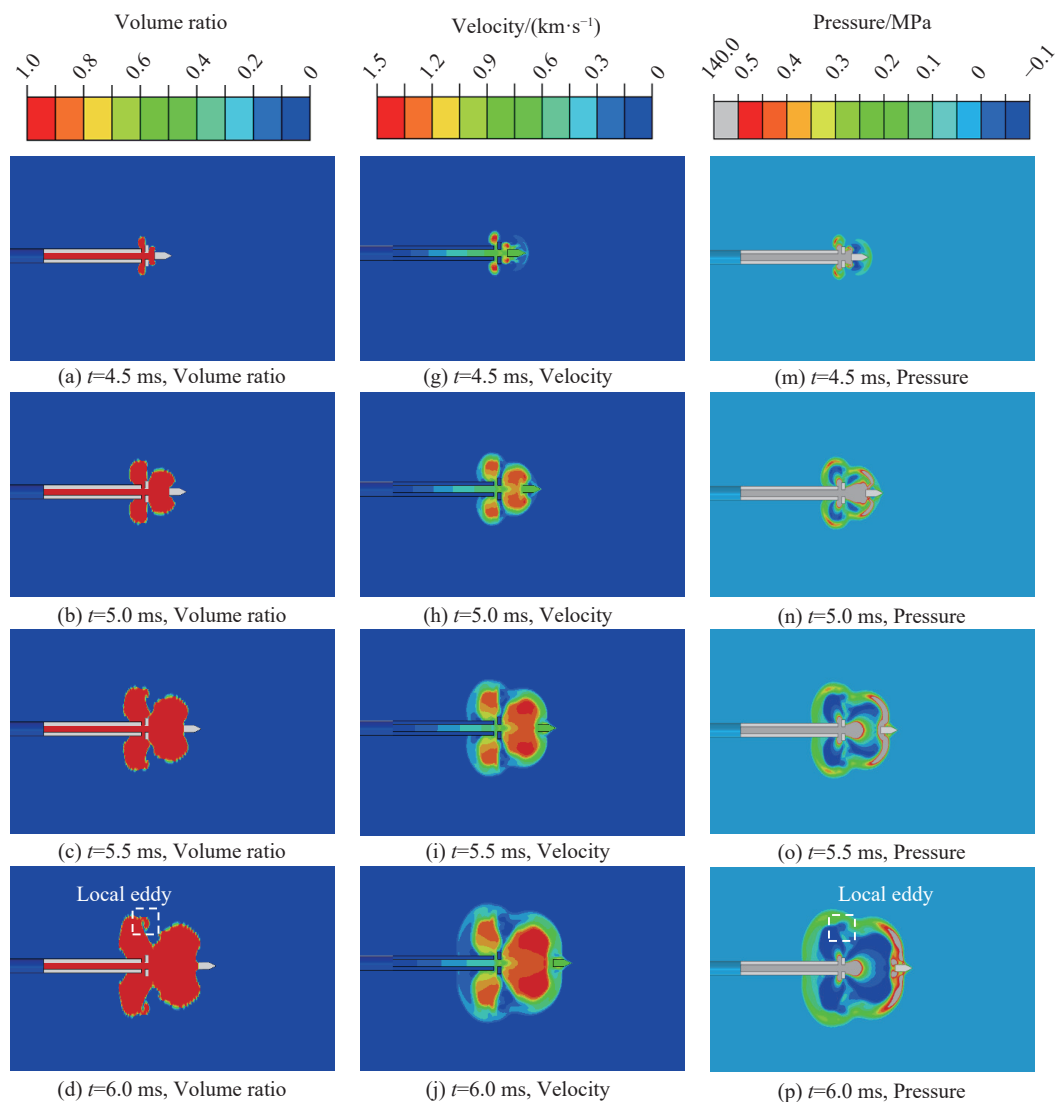 Volume ratio
1.0 0.8 0.6 0.4 0.2 0
Velocity/(km·s⁻¹)
1.5 1.2 0.9 0.6 0.3 0
Pressure/MPa
140.0 0.5 0.4 0.3 0.2 0.1 0 −0.1
(a) t=4.5 ms, Volume ratio
(g) t=4.5 ms, Velocity
(m) t=4.5 ms, Pressure
(b) t=5.0 ms, Volume ratio
(h) t=5.0 ms, Velocity
(n) t=5.0 ms, Pressure
(c) t=5.5 ms, Volume ratio
(i) t=5.5 ms, Velocity
(o) t=5.5 ms, Pressure
Local eddy
Local eddy
(d) t=6.0 ms, Volume ratio
(j) t=6.0 ms, Velocity
(p) t=6.0 ms, Pressure